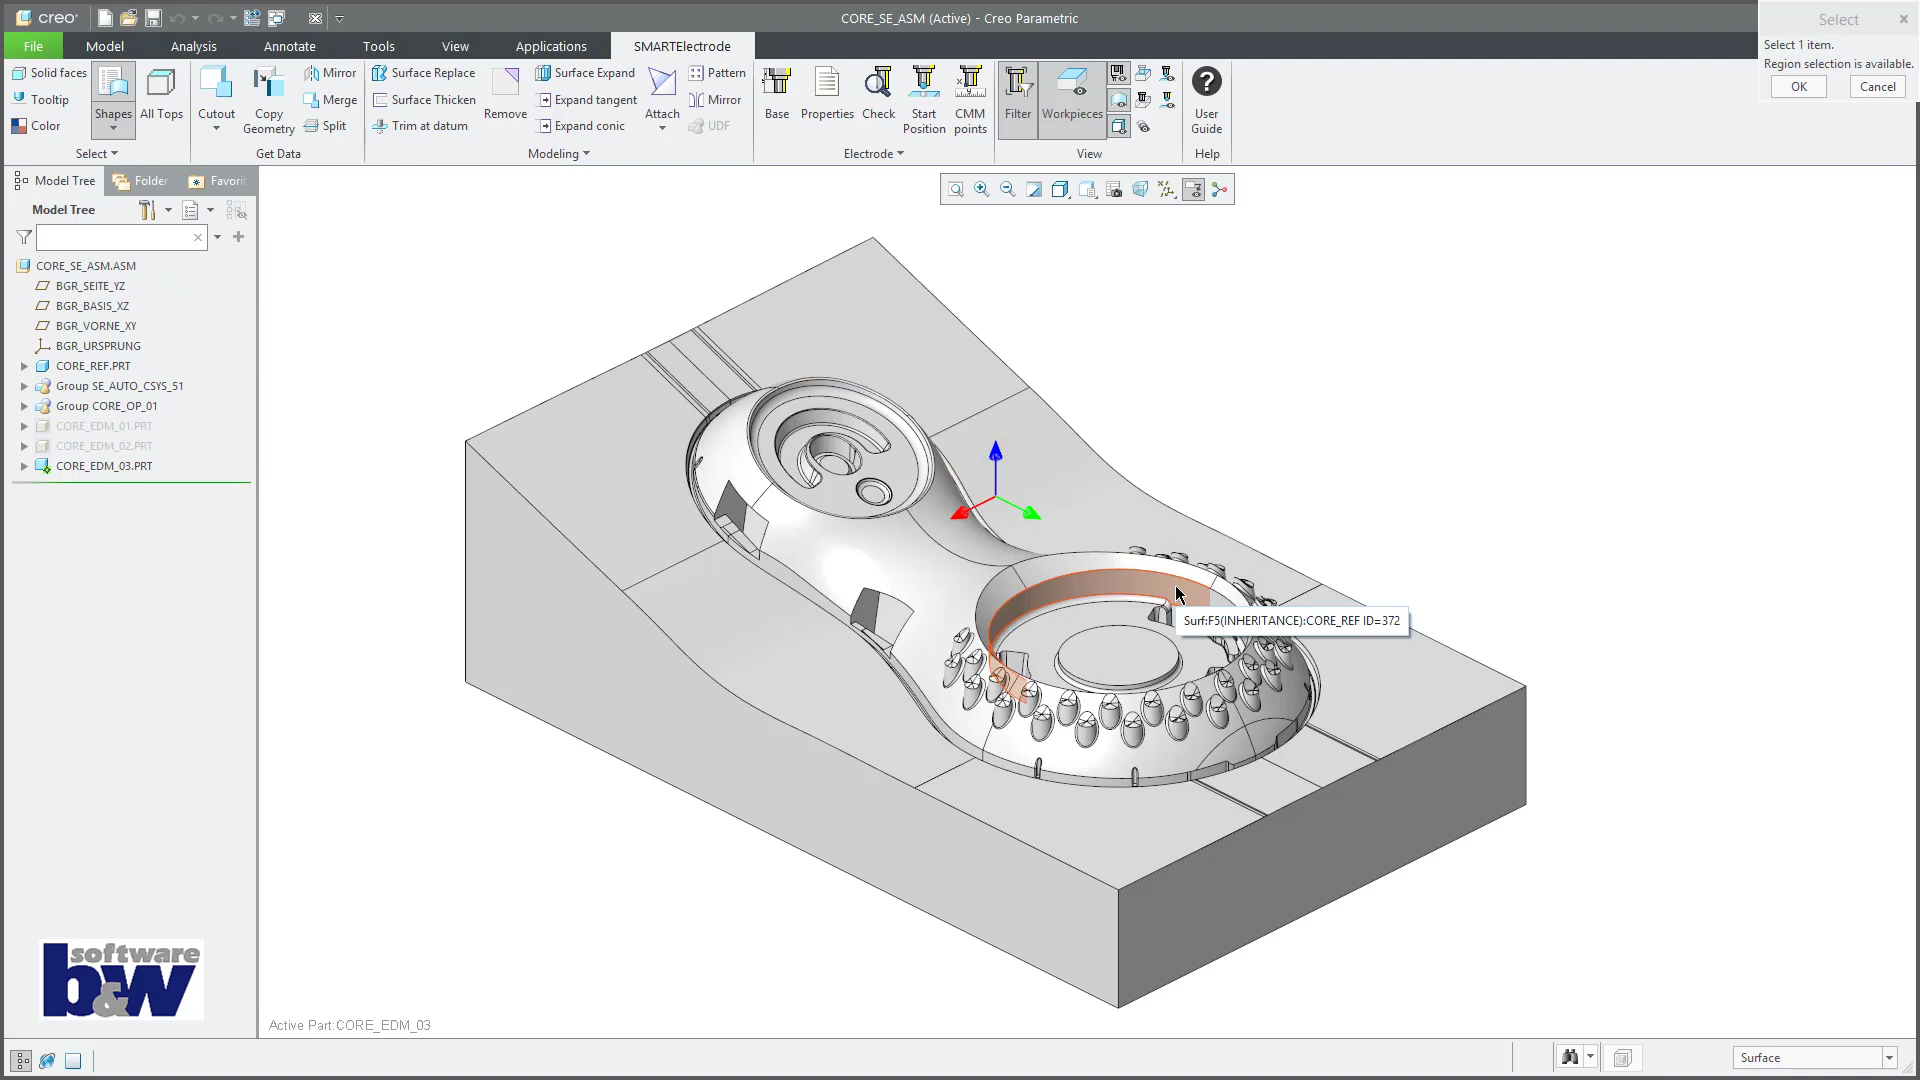 creo
CORE_SE_ASM (Active) - Creo Parametric
Select
Select 1 item.
Region selection is available.
OK
Cancel
File
Model
Analysis
Annotate
Tools
View
Applications
SMARTElectrode
Solid faces
Tooltip
Color
Shapes
All Tops
Select
Cutout
Copy Geometry
Mirror
Merge
Split
Get Data
Surface Replace
Surface Thicken
Trim at datum
Remove
Surface Expand
Expand tangent
Expand conic
Attach
Pattern
Mirror
UDF
Modeling
Base
Properties
Check
Start Position
CMM points
Electrode
Filter
Workpieces
View
User Guide
Help
Model Tree
Folder
Favorit
Model Tree
CORE_SE_ASM.ASM
BGR_SEITE_YZ
BGR_BASIS_XZ
BGR_VORNE_XY
BGR_URSPRUNG
CORE_REF.PRT
Group SE_AUTO_CSYS_51
Group CORE_OP_01
CORE_EDM_01.PRT
CORE_EDM_02.PRT
CORE_EDM_03.PRT
Surf:F5(INHERITANCE):CORE_REF ID=372
software
b&w
Active Part:CORE_EDM_03
Surface